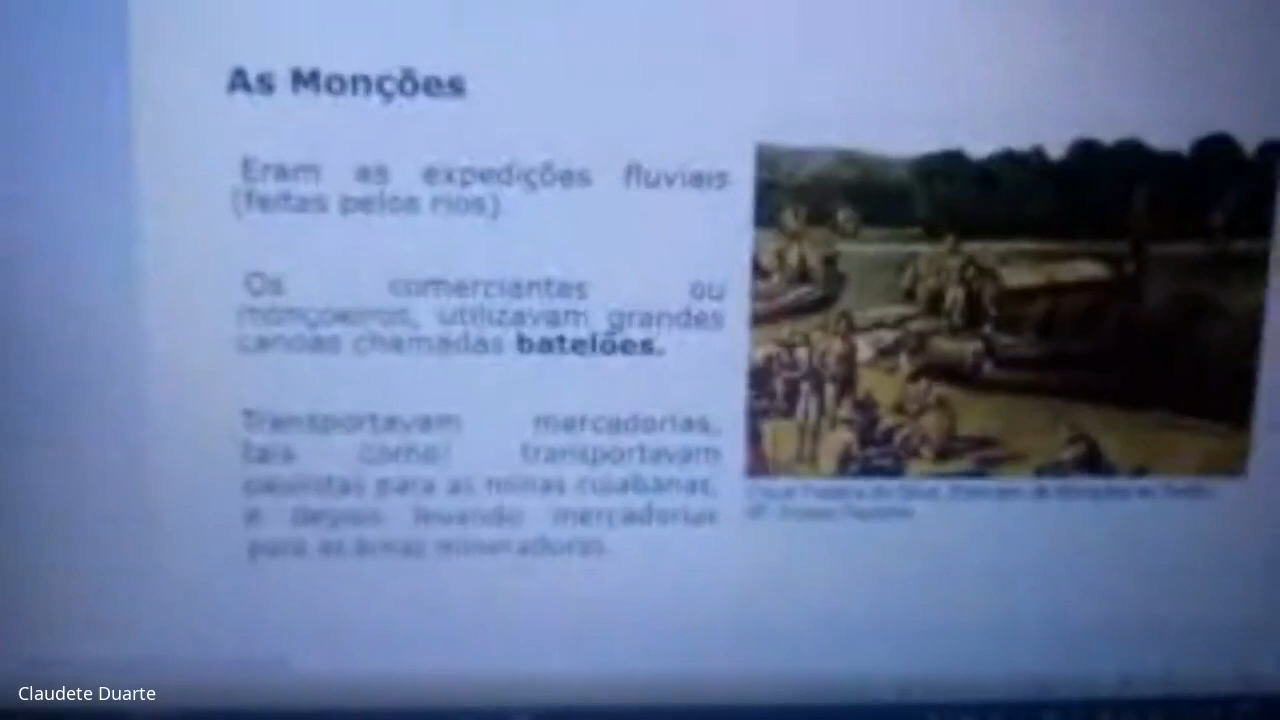 As Monções
Eram as expedições fluviais
(feitas pelos rios)
Os comerciantes ou
monçoeiros, utilizavam grandes
canoas chamadas batelões.
Transportavam mercadorias,
tais como: transportavam
paulistas para as minas cuiabanas,
e depois levando mercadorias
para as áreas mineradoras.
Claudete Duarte